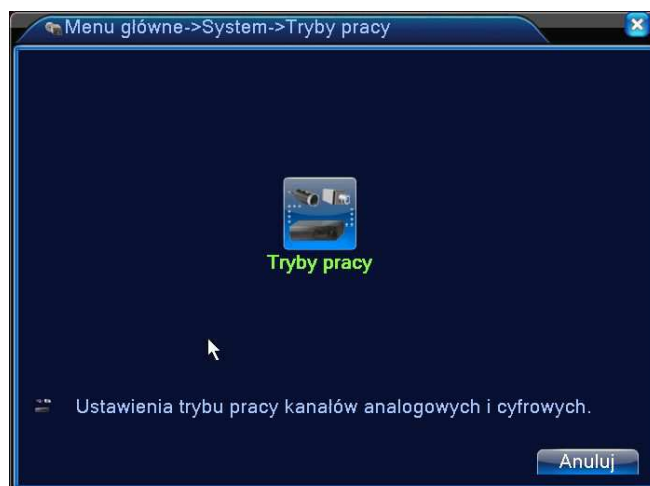 Menu główne->System->Tryby pracy
Tryby pracy
Ustawienia trybu pracy kanałów analogowych i cyfrowych.
Anuluj